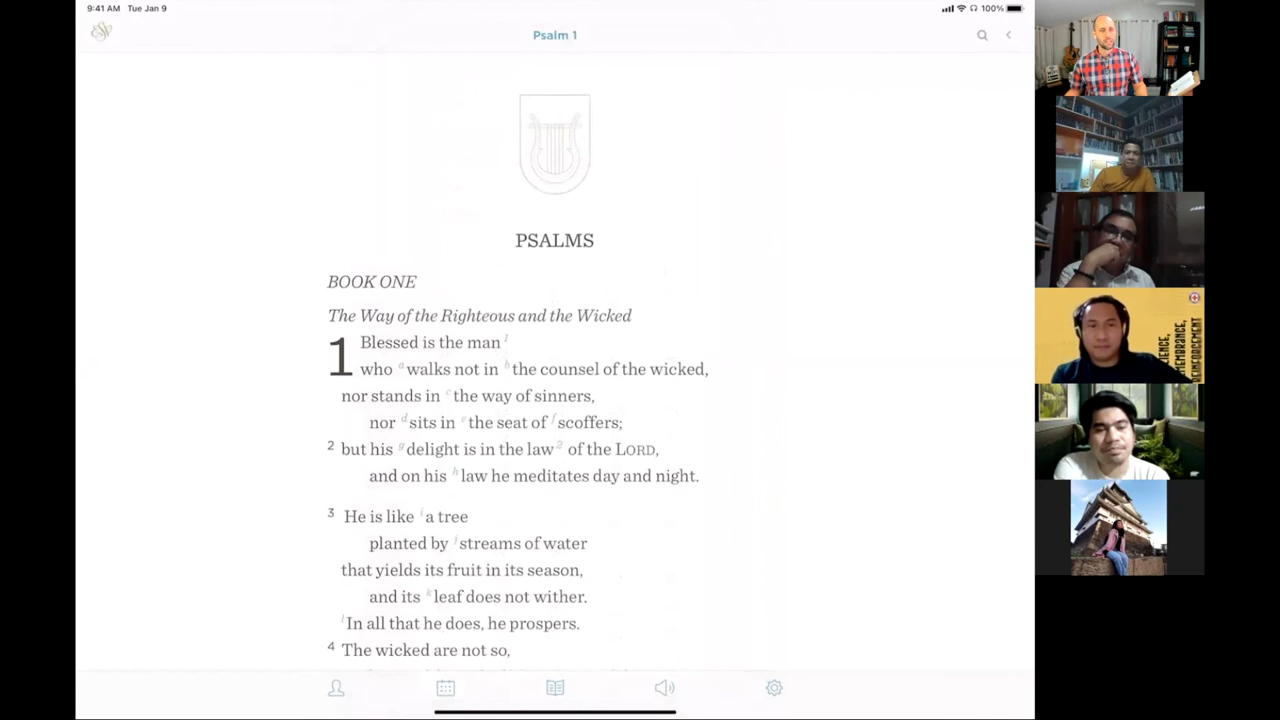 9:41 AM Tue Jan 9
100%
ESV
Psalm 1
PSALMS
BOOK ONE
The Way of the Righteous and the Wicked
1 Blessed is the man 1
who a walks not in b the counsel of the wicked,
nor stands in c the way of sinners,
nor d sits in e the seat of f scoffers;
2 but his g delight is in the law 2 of the LORD,
and on his h law he meditates day and night.
3 He is like i a tree
planted by j streams of water
that yields its fruit in its season,
and its k leaf does not wither.
l In all that he does, he prospers.
4 The wicked are not so,
REINFORCEMENT